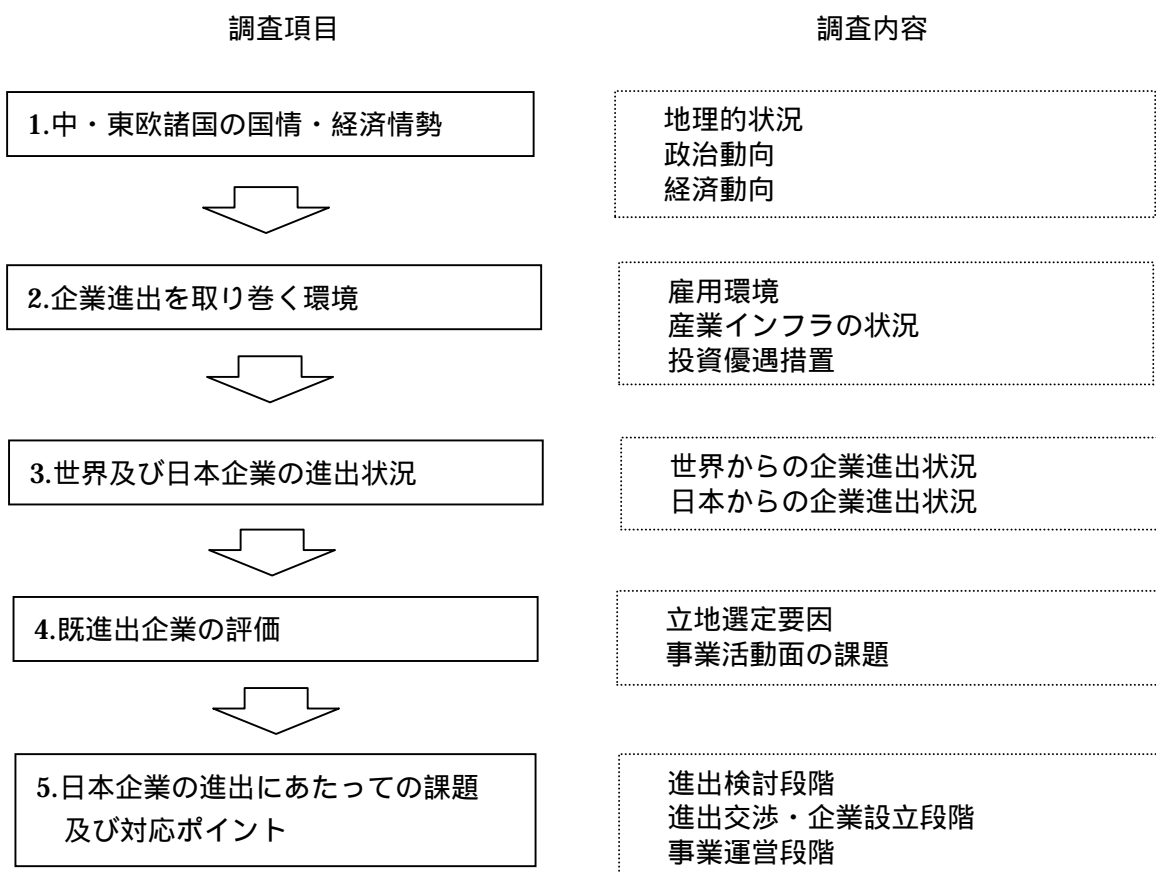 調査項目
調査内容
1.中・東欧諸国の国情・経済情勢
地理的状況
政治動向
経済動向
2.企業進出を取り巻く環境
雇用環境
産業インフラの状況
投資優遇措置
3.世界及び日本企業の進出状況
世界からの企業進出状況
日本からの企業進出状況
4.既進出企業の評価
立地選定要因
事業活動面の課題
5.日本企業の進出にあたっての課題
及び対応ポイント
進出検討段階
進出交渉・企業設立段階
事業運営段階